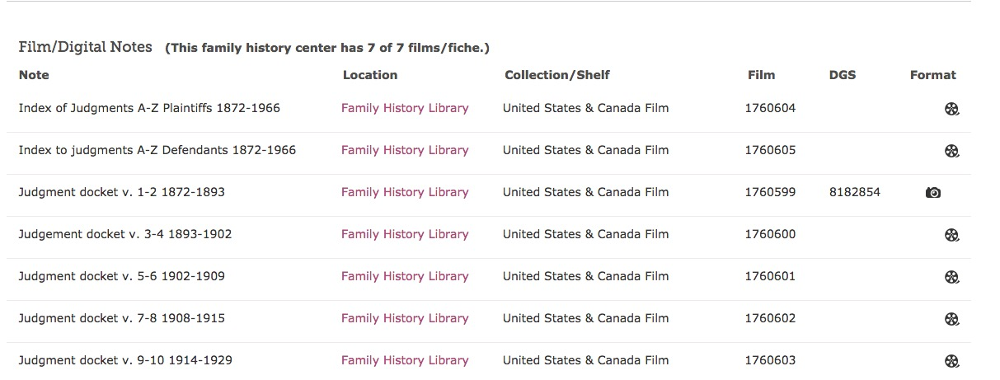 Film/Digital Notes (This family history center has 7 of 7 films/fiche.)
Note Location Collection/Shelf Film DGS Format
Index of Judgments A-Z Plaintiffs 1872-1966 Family History Library United States & Canada Film 1760604
Index to judgments A-Z Defendants 1872-1966 Family History Library United States & Canada Film 1760605
Judgment docket v. 1-2 1872-1893 Family History Library United States & Canada Film 1760599 8182854
Judgement docket v. 3-4 1893-1902 Family History Library United States & Canada Film 1760600
Judgment docket v. 5-6 1902-1909 Family History Library United States & Canada Film 1760601
Judgment docket v. 7-8 1908-1915 Family History Library United States & Canada Film 1760602
Judgment docket v. 9-10 1914-1929 Family History Library United States & Canada Film 1760603